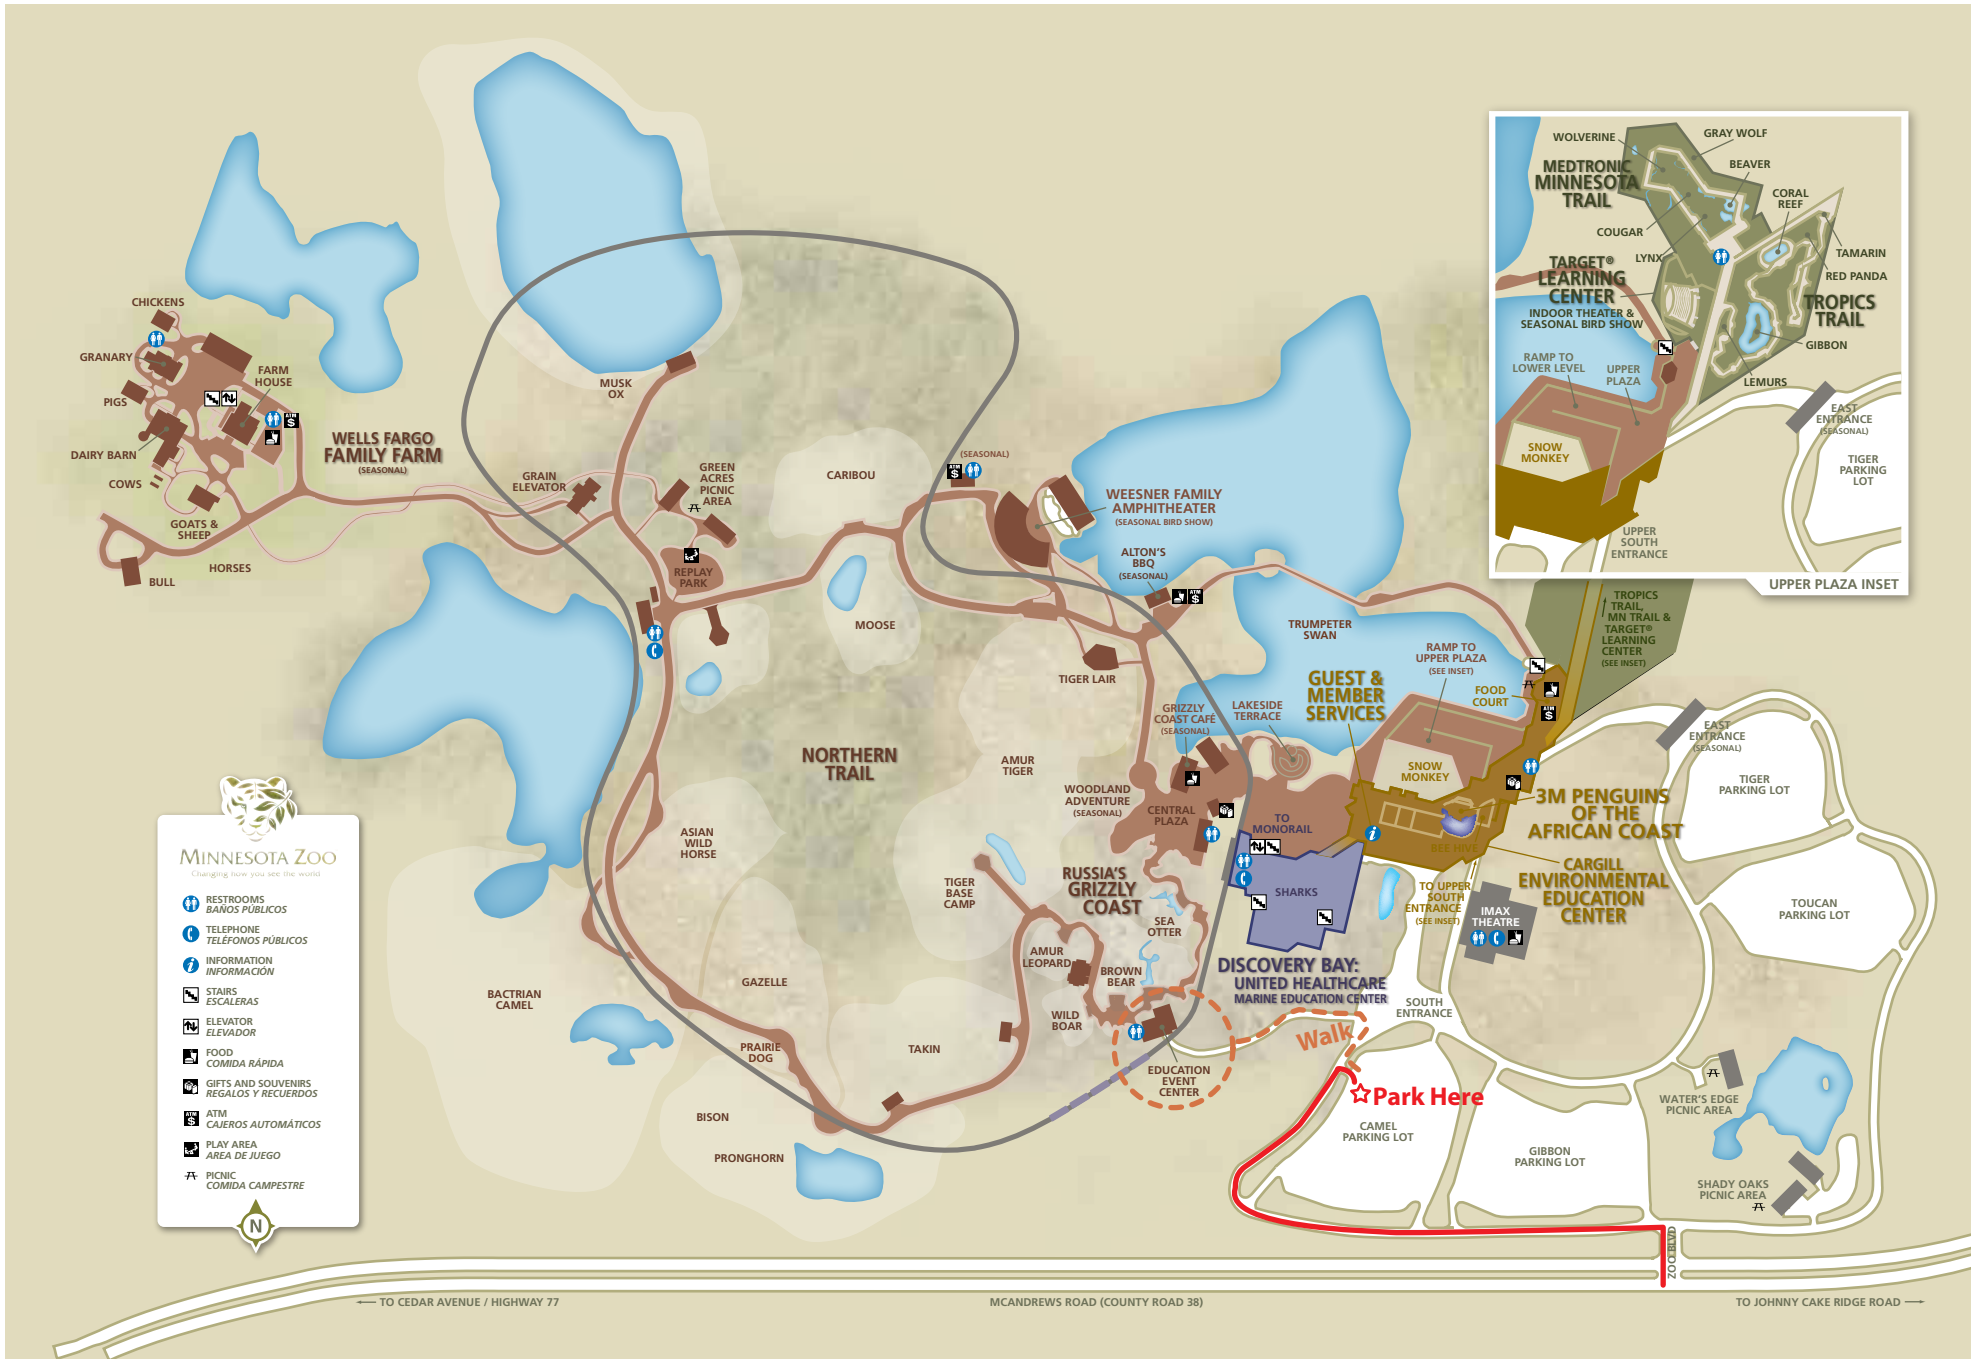 CHICKENS
GRANARY
PIGS
DAIRY BARN
COWS
GOATS &
SHEEP
BULL
HORSES
FARM
HOUSE
ATM
$
WELLS FARGO
FAMILY FARM
(SEASONAL)
MUSK
OX
GRAIN
ELEVATOR
GREEN
ACRES
PICNIC
AREA
REPLAY
PARK
CARIBOU
MOOSE
(SEASONAL)
ATM
$
WEESNER FAMILY
AMPHITHEATER
(SEASONAL BIRD SHOW)
ALTON'S
BBQ
(SEASONAL)
ATM
$
TIGER LAIR
TRUMPETER
SWAN
GRIZZLY
COAST CAFÉ
(SEASONAL)
LAKESIDE
TERRACE
GUEST &
MEMBER
SERVICES
RAMP TO
UPPER PLAZA
(SEE INSET)
FOOD
COURT
ATM
$
TROPICS
TRAIL,
MN TRAIL &
TARGET®
LEARNING
CENTER
(SEE INSET)
SNOW
MONKEY
NORTHERN
TRAIL
AMUR
TIGER
WOODLAND
ADVENTURE
(SEASONAL)
CENTRAL
PLAZA
TO
MONORAIL
BEE HIVE
3M PENGUINS
OF THE
AFRICAN COAST
CARGILL
ENVIRONMENTAL
EDUCATION
CENTER
TO UPPER
SOUTH
ENTRANCE
(SEE INSET)
IMAX
THEATRE
SHARKS
DISCOVERY BAY:
UNITED HEALTHCARE
MARINE EDUCATION CENTER
SOUTH
ENTRANCE
ASIAN
WILD
HORSE
TIGER
BASE
CAMP
RUSSIA'S
GRIZZLY
COAST
SEA
OTTER
AMUR
LEOPARD
BROWN
BEAR
WILD
BOAR
BACTRIAN
CAMEL
GAZELLE
PRAIRIE
DOG
TAKIN
BISON
PRONGHORN
EDUCATION
EVENT
CENTER
Walk
Park Here
CAMEL
PARKING LOT
GIBBON
PARKING LOT
EAST
ENTRANCE
(SEASONAL)
TIGER
PARKING LOT
TOUCAN
PARKING LOT
WATER'S EDGE
PICNIC AREA
SHADY OAKS
PICNIC AREA
ZOO BLVD
TO CEDAR AVENUE / HIGHWAY 77
MCANDREWS ROAD (COUNTY ROAD 38)
TO JOHNNY CAKE RIDGE ROAD
WOLVERINE
GRAY WOLF
MEDTRONIC
MINNESOTA
TRAIL
BEAVER
CORAL
REEF
COUGAR
LYNX
TAMARIN
RED PANDA
TARGET®
LEARNING
CENTER
INDOOR THEATER &
SEASONAL BIRD SHOW
TROPICS
TRAIL
GIBBON
LEMURS
RAMP TO
LOWER LEVEL
UPPER
PLAZA
SNOW
MONKEY
EAST
ENTRANCE
(SEASONAL)
TIGER
PARKING
LOT
UPPER
SOUTH
ENTRANCE
UPPER PLAZA INSET
MINNESOTA ZOO
Changing how you see the world
RESTROOMS
BAÑOS PÚBLICOS
TELEPHONE
TELÉFONOS PÚBLICOS
i
INFORMATION
INFORMACIÓN
STAIRS
ESCALERAS
ELEVATOR
ELEVADOR
FOOD
COMIDA RÁPIDA
GIFTS AND SOUVENIRS
REGALOS Y RECUERDOS
ATM
$
ATM
CAJEROS AUTOMÁTICOS
PLAY AREA
AREA DE JUEGO
PICNIC
COMIDA CAMPESTRE
N